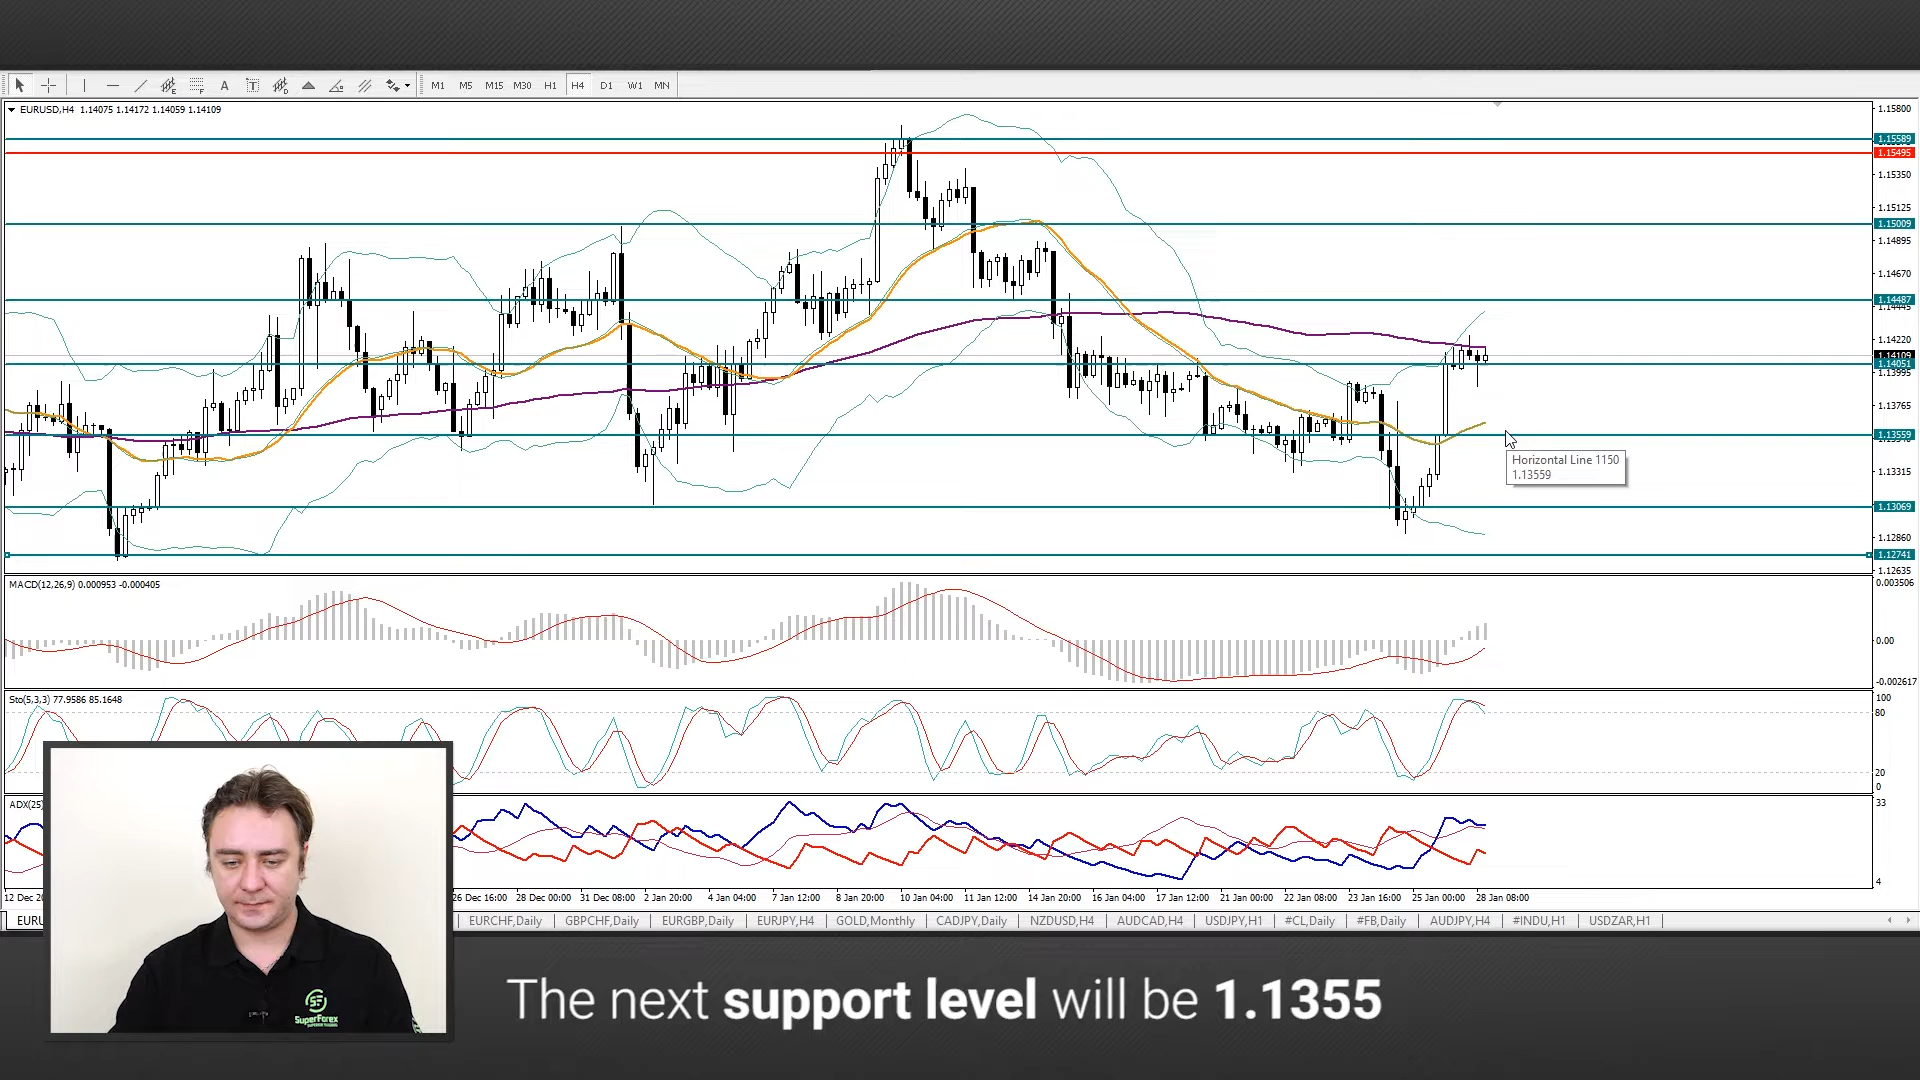 A
T
M1 M5 M15 M30 H1 H4 D1 W1 MN
EURUSD,H4 1.14075 1.14172 1.14059 1.14109
1.15800
1.15589
1.15495
1.15350
1.15125
1.15009
1.14895
1.14670
1.14487
1.14220
1.14109
1.14051
1.13995
1.13765
1.13559
Horizontal Line 1150
1.13559
1.13315
1.13069
1.12860
1.12741
1.12635
MACD(12,26,9) 0.000953 -0.000405
0.003506
0.00
-0.002617
Sto(5,3,3) 77.9586 85.1648
100
80
20
0
ADX(25)
33
4
12 Dec 20
26 Dec 16:00 28 Dec 00:00 31 Dec 08:00 2 Jan 20:00 4 Jan 04:00 7 Jan 12:00 8 Jan 20:00 10 Jan 04:00 11 Jan 12:00 14 Jan 20:00 16 Jan 04:00 17 Jan 12:00 21 Jan 00:00 22 Jan 08:00 23 Jan 16:00 25 Jan 00:00 28 Jan 08:00
EURU
EURCHF,Daily GBPCHF,Daily EURGBP,Daily EURJPY,H4 GOLD,Monthly CADJPY,Daily NZDUSD,H4 AUDCAD,H4 USDJPY,H1 #CL,Daily #FB,Daily AUDJPY,H4 #INDU,H1 USDZAR,H1
SuperForex
The next support level will be 1.1355